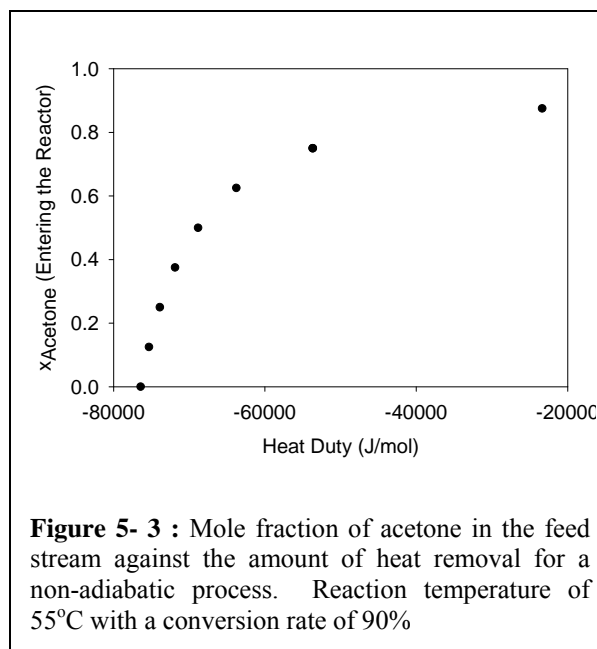 1.0
0.8
0.6
0.4
0.2
0.0
xAcetone (Entering the Reactor)
-80000 -60000 -40000 -20000
Heat Duty (J/mol)
Figure 5- 3 : Mole fraction of acetone in the feed
stream against the amount of heat removal for a
non-adiabatic process. Reaction temperature of
55°C with a conversion rate of 90%